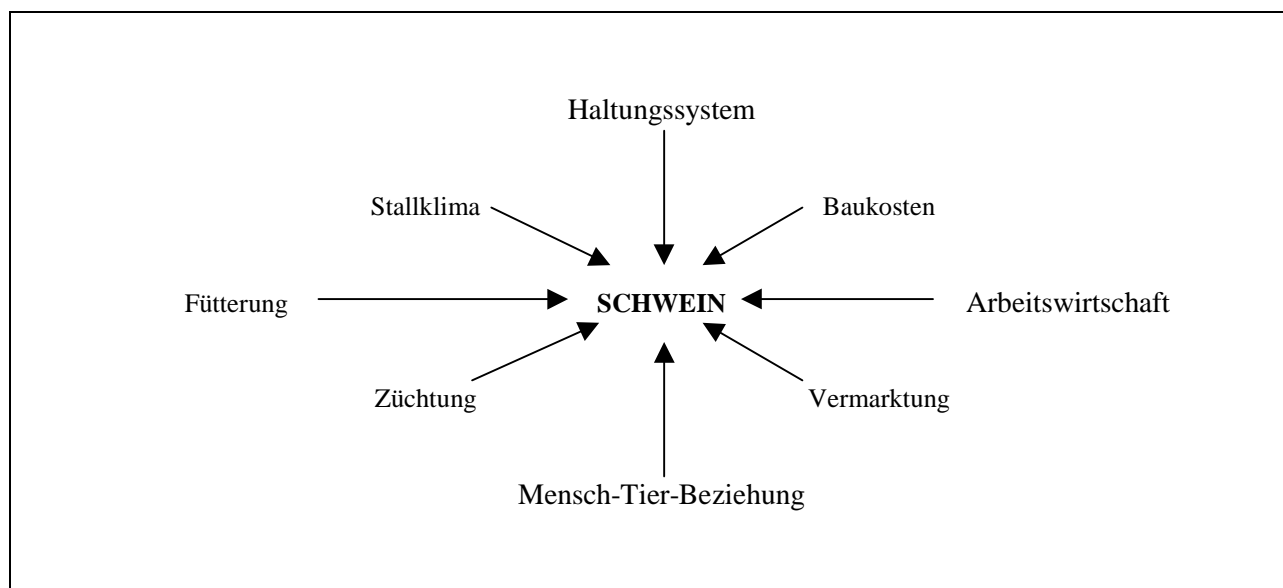 Haltungssystem
Stallklima
Baukosten
Fütterung
SCHWEIN
Arbeitswirtschaft
Züchtung
Vermarktung
Mensch-Tier-Beziehung